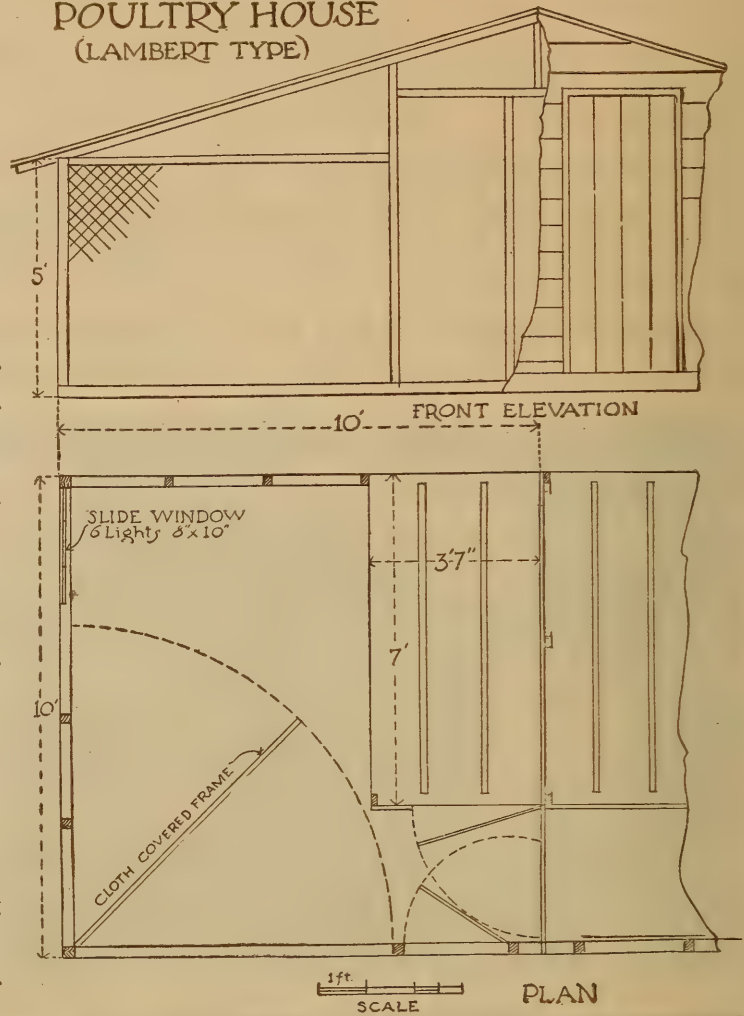 POULTRY HOUSE
(LAMBERT TYPE)
5'
FRONT ELEVATION
10'
SLIDE WINDOW
6 Lights 8"x10"
3'7"
7'
10'
CLOTH COVERED FRAME
1ft.
SCALE
PLAN